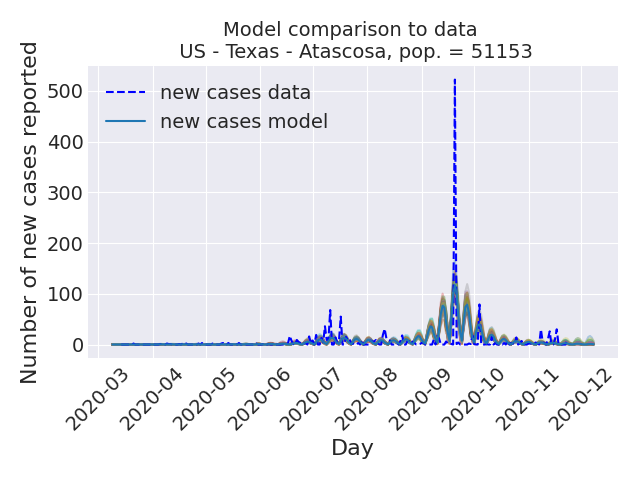 Model comparison to data
US - Texas - Atascosa, pop. = 51153
Number of new cases reported
500
400
300
200
100
0
new cases data
new cases model
2020-03
2020-04
2020-05
2020-06
2020-07
2020-08
2020-09
2020-10
2020-11
2020-12
Day